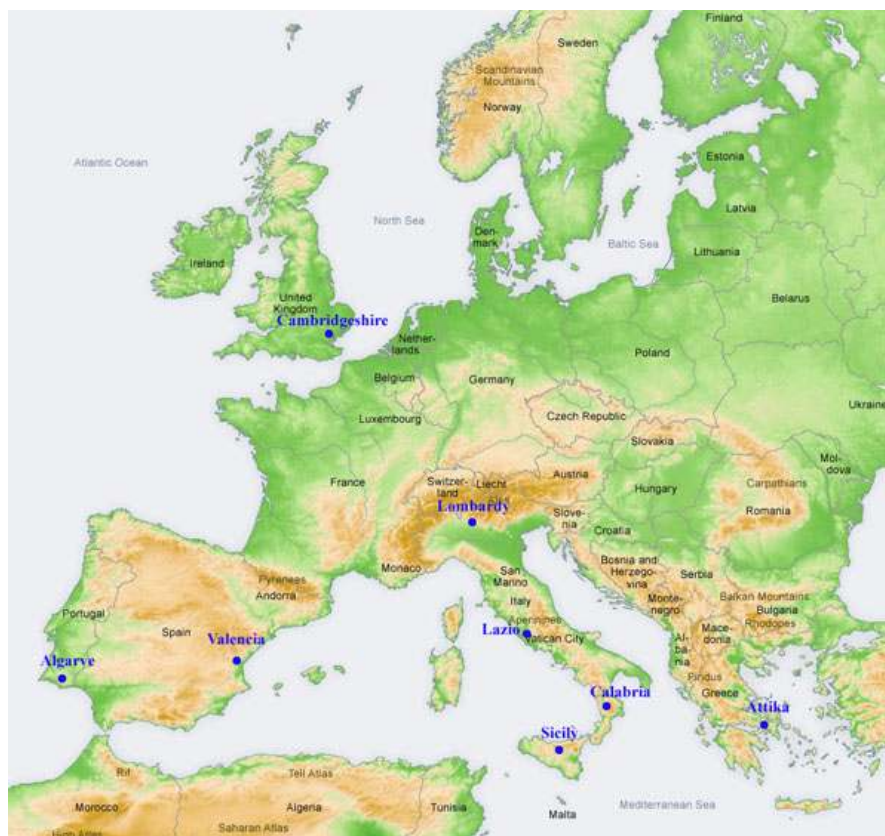 Finland
Sweden
Scandinavian
Mountains
Norway
Atlantic Ocean
Estonia
North Sea
Latvia
Den-
mark
Baltic Sea
Lithuania
Ireland
United
Kingdom
Belarus
Cambridgeshire
Nether-
lands
Poland
Belgium
Germany
Ukraine
Luxembourg
Czech Republic
Slovakia
Mol-
dova
France
Switzer-
land
Liecht
Austria
Carpathians
Hungary
Romania
Lombardy
Slove-
nia
Croatia
Monaco
San
Marino
Bosnia and
Herzego-
vina
Serbia
Pyrenees
Andorra
Italy
Monte-
negro
Balkan Mountains
Bulgaria
Portugal
Spain
Apennines
Vatican City
Lazio
Mace-
donia
Rhodopes
Valencia
Al-
ba-
nia
Algarve
Pindus
Calabria
Greece
Attika
Sicily
Rif
Tell Atlas
Morocco
Algeria
Tunisia
Malta
Mediterranean Sea
High Atlas
Saharan Atlas